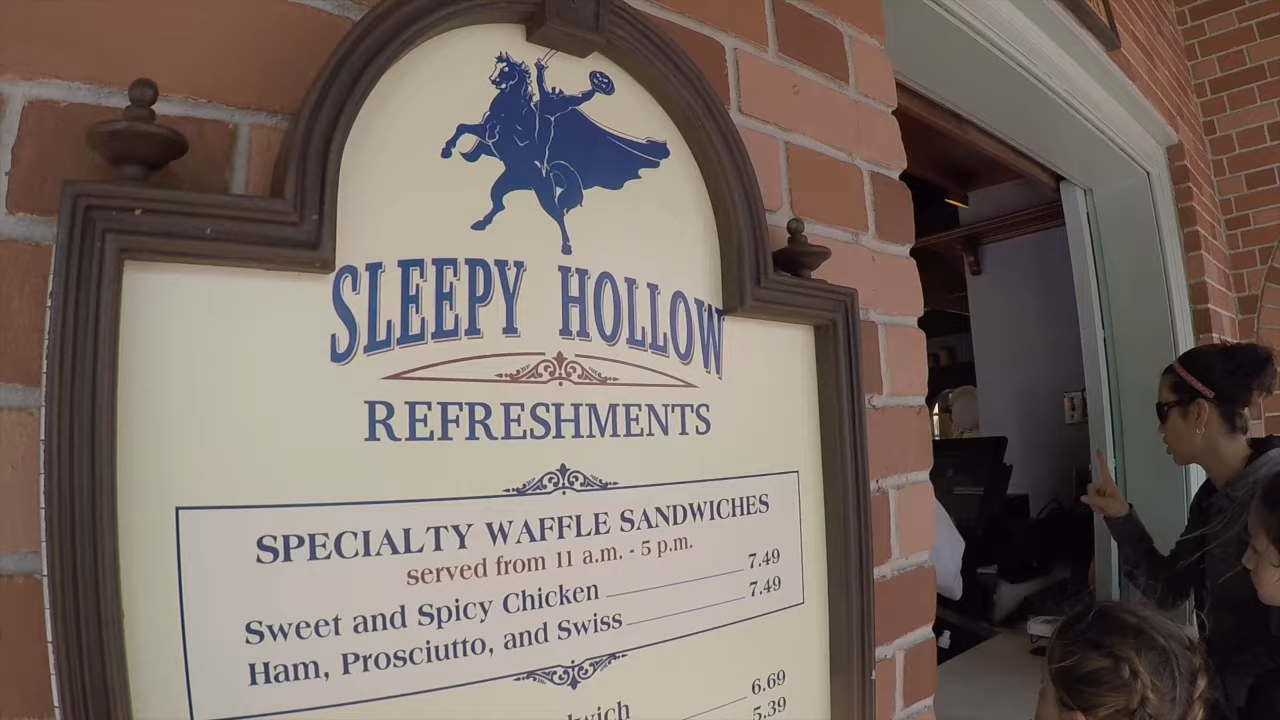 SLEEPY HOLLOW
REFRESHMENTS
SPECIALTY WAFFLE SANDWICHES
served from 11 a.m. - 5 p.m.
Sweet and Spicy Chicken 7.49
Ham, Prosciutto, and Swiss 7.49
6.69
5.39